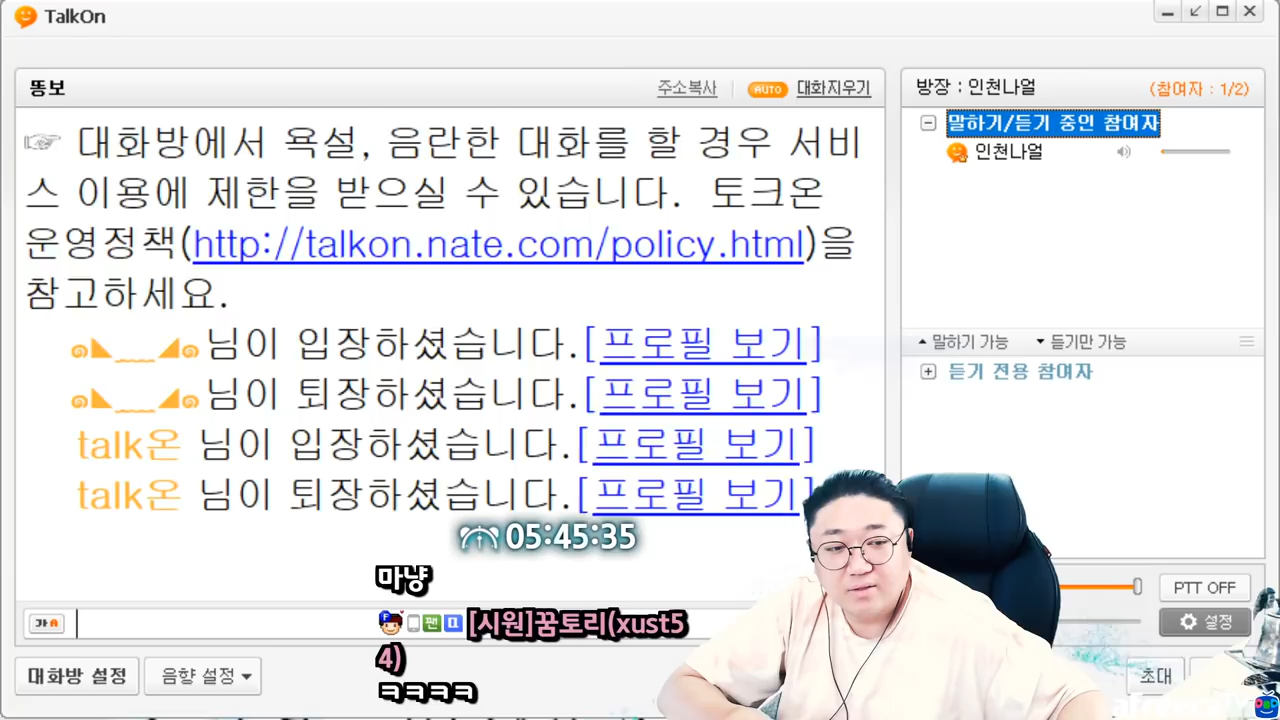 TalkOn
똥보
주소복사 AUTO 대화지우기
☞ 대화방에서 욕설, 음란한 대화를 할 경우 서비
스 이용에 제한을 받으실 수 있습니다. 토크온
운영정책(http://talkon.nate.com/policy.html)을
참고하세요.
๑◣‿◢๑님이 입장하셨습니다.[프로필 보기]
๑◣‿◢๑님이 퇴장하셨습니다.[프로필 보기]
talk온 님이 입장하셨습니다.[프로필 보기]
talk온 님이 퇴장하셨습니다.[프로필 보기]
05:45:35
마냥
팬 [시원]꿈토리(xust5
4)
ㅋㅋㅋㅋ
가A
대화방 설정 음향 설정
방장 : 인천나얼 (참여자 : 1/2)
말하기/듣기 중인 참여자
인천나얼
말하기 가능 듣기만 가능
듣기 전용 참여자
PTT OFF
설정
초대